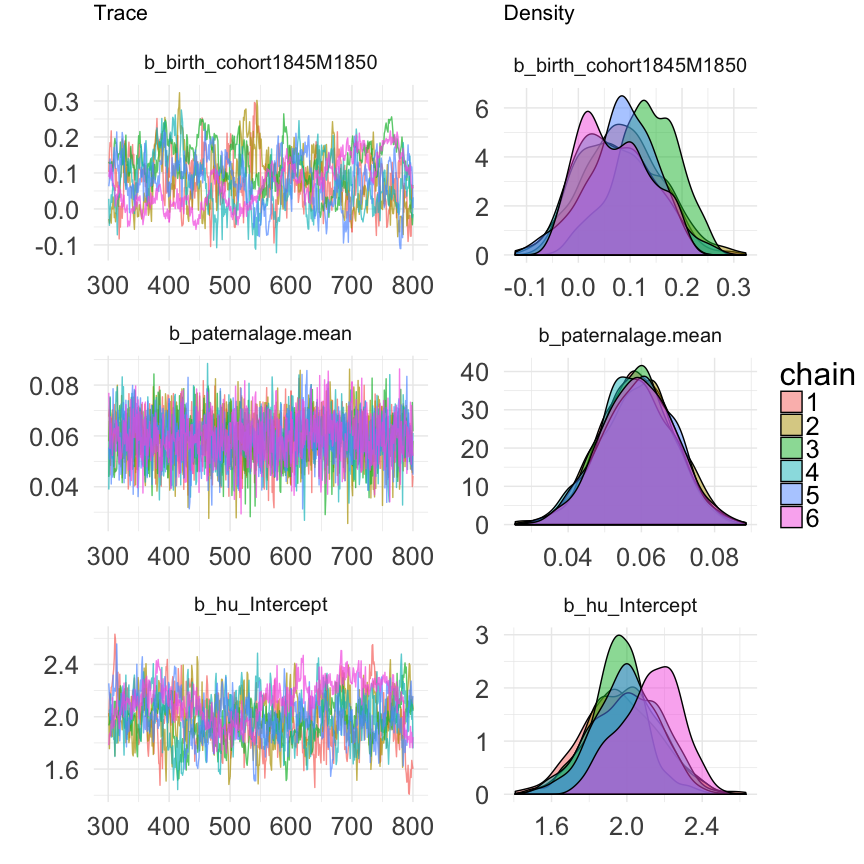 Trace
Density
b_birth_cohort1845M1850
b_birth_cohort1845M1850
0.3
0.2
0.1
0.0
-0.1
300 400 500 600 700 800
6
4
2
0
-0.1 0.0 0.1 0.2 0.3
b_paternalage.mean
b_paternalage.mean
0.08
0.06
0.04
300 400 500 600 700 800
40
30
20
10
0
0.04 0.06 0.08
chain
1
2
3
4
5
6
b_hu_Intercept
b_hu_Intercept
2.4
2.0
1.6
300 400 500 600 700 800
3
2
1
0
1.6 2.0 2.4